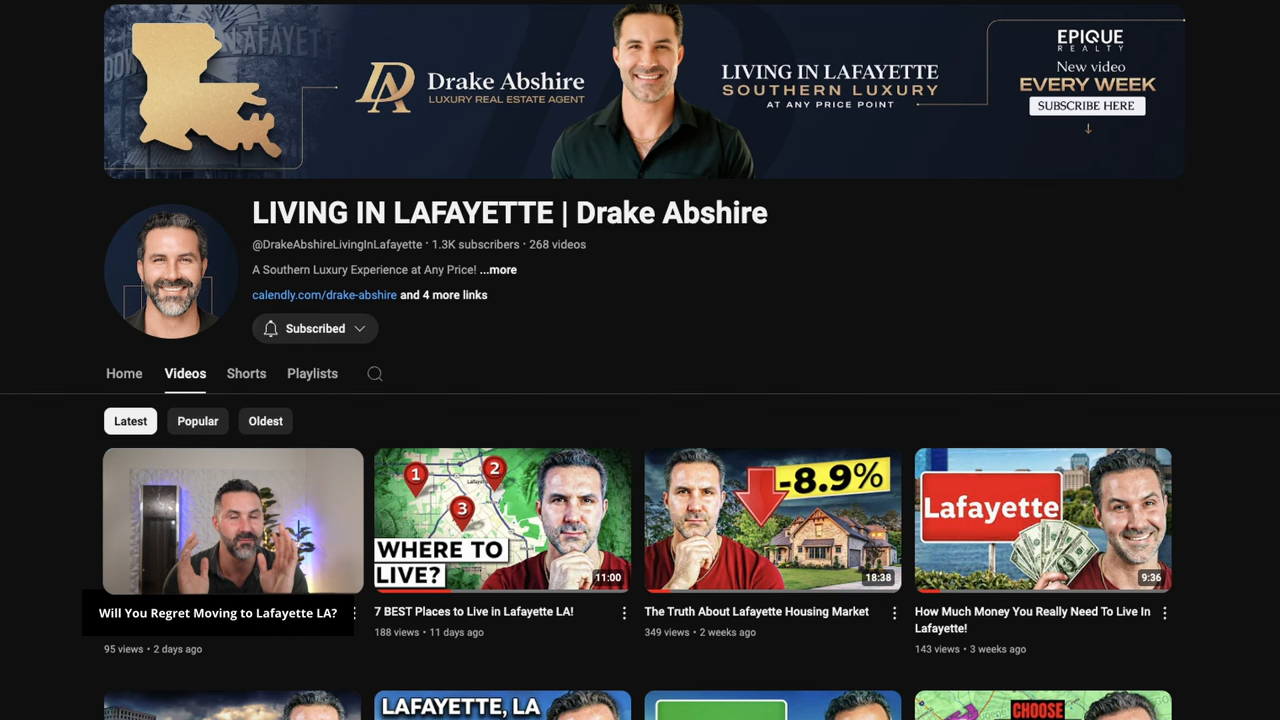 LAFAYETT
DOW
DA
Drake Abshire
LUXURY REAL ESTATE AGENT
LIVING IN LAFAYETTE
SOUTHERN LUXURY
AT ANY PRICE POINT
EPIQUE
REALTY
New video
EVERY WEEK
SUBSCRIBE HERE
LIVING IN LAFAYETTE | Drake Abshire
@DrakeAbshireLivingInLafayette · 1.3K subscribers · 268 videos
A Southern Luxury Experience at Any Price! ...more
calendly.com/drake-abshire and 4 more links
Subscribed
Home Videos Shorts Playlists
Latest Popular Oldest
Will You Regret Moving to Lafayette LA?
95 views • 2 days ago
1
2
3
Lafayette
WHERE TO
LIVE?
11:00
7 BEST Places to Live in Lafayette LA!
188 views • 11 days ago
-8.9%
18:38
The Truth About Lafayette Housing Market
349 views • 2 weeks ago
Lafayette
9:36
How Much Money You Really Need To Live In
Lafayette!
143 views • 3 weeks ago
LAFAYETTE, LA
CHOOSE